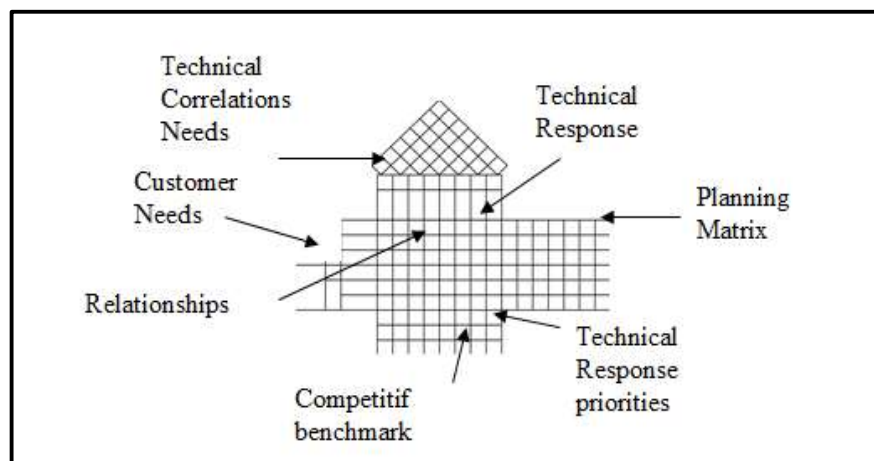 Technical
Correlations
Needs
Technical
Response
Customer
Needs
Planning
Matrix
Relationships
Technical
Response
priorities
Competitif
benchmark